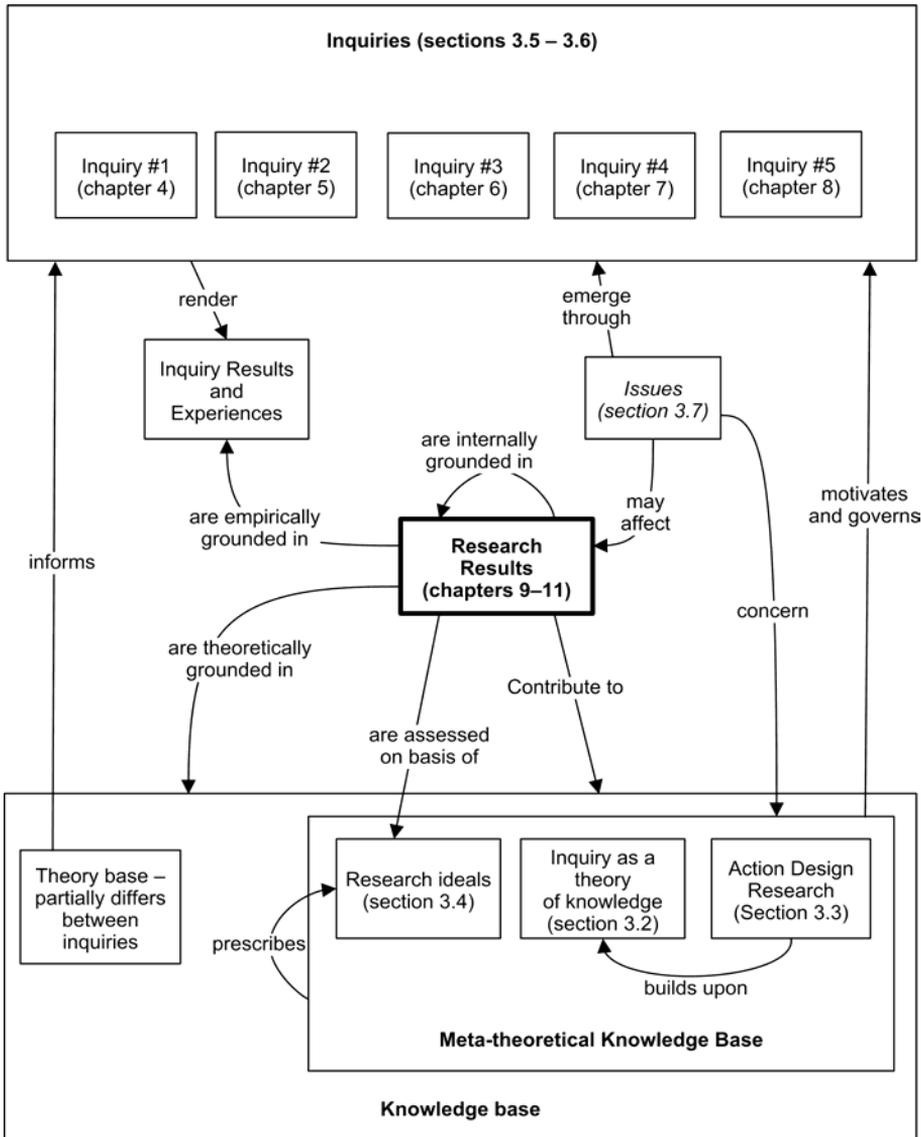 Inquiries (sections 3.5 – 3.6)
Inquiry #1
(chapter 4)
Inquiry #2
(chapter 5)
Inquiry #3
(chapter 6)
Inquiry #4
(chapter 7)
Inquiry #5
(chapter 8)
render
emerge
through
Inquiry Results
and
Experiences
Issues
(section 3.7)
are internally
grounded in
may
affect
motivates
and governs
are empirically
grounded in
Research
Results
(chapters 9–11)
informs
concern
are theoretically
grounded in
Contribute to
are assessed
on basis of
Theory base –
partially differs
between
inquiries
Research ideals
(section 3.4)
Inquiry as a
theory
of knowledge
(section 3.2)
Action Design
Research
(Section 3.3)
prescribes
builds upon
Meta-theoretical Knowledge Base
Knowledge base